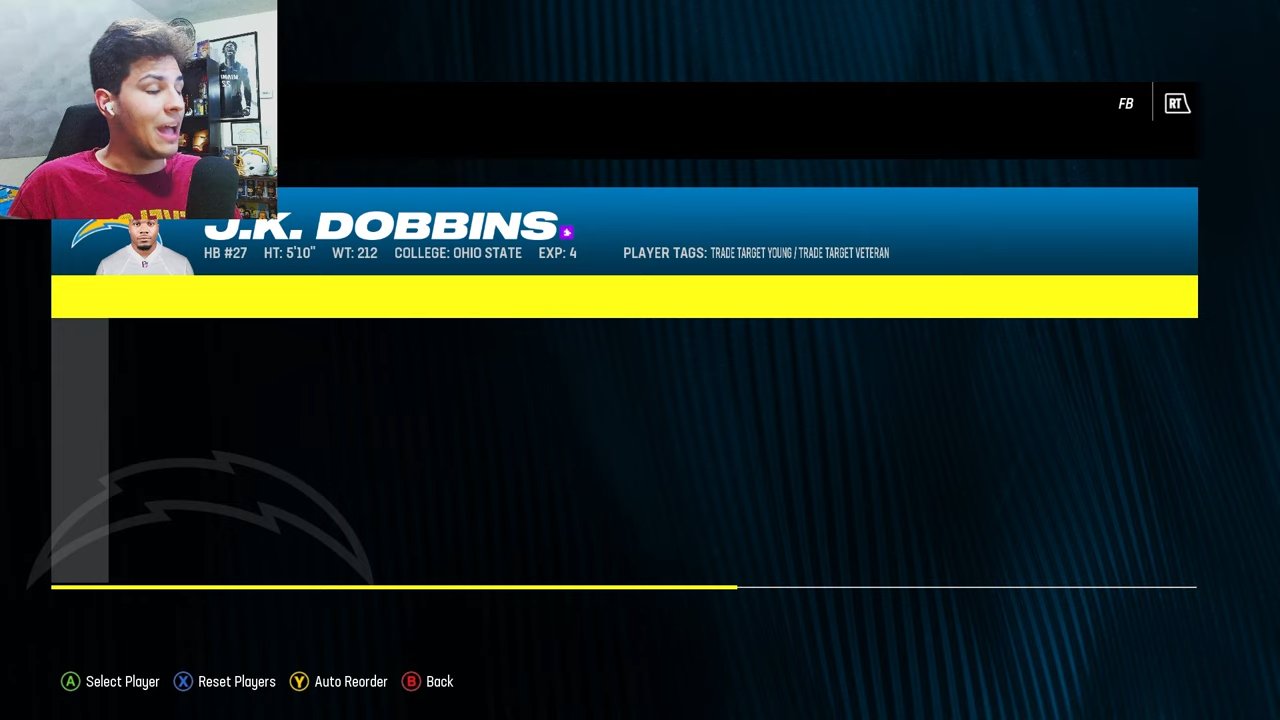 FB
RT
J.K. DOBBINS
HB #27 HT: 5'10" WT: 212 COLLEGE: OHIO STATE EXP: 4 PLAYER TAGS: TRADE TARGET YOUNG / TRADE TARGET VETERAN
A Select Player X Reset Players Y Auto Reorder B Back